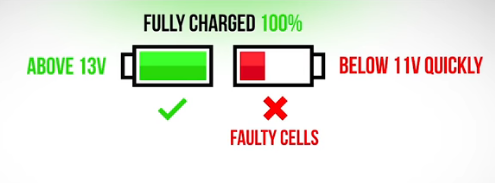 FULLY CHARGED 100%
ABOVE 13V
BELOW 11V QUICKLY
FAULTY CELLS